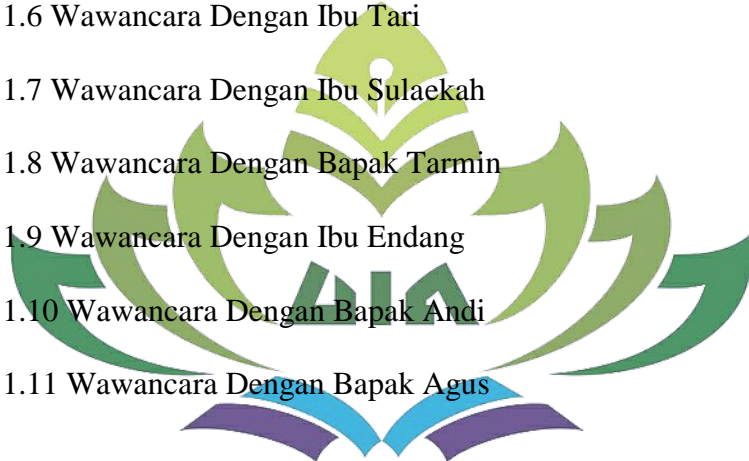 1.6 Wawancara Dengan Ibu Tari
1.7 Wawancara Dengan Ibu Sulaekah
1.8 Wawancara Dengan Bapak Tarmin
1.9 Wawancara Dengan Ibu Endang
1.10 Wawancara Dengan Bapak Andi
1.11 Wawancara Dengan Bapak Agus
UIN